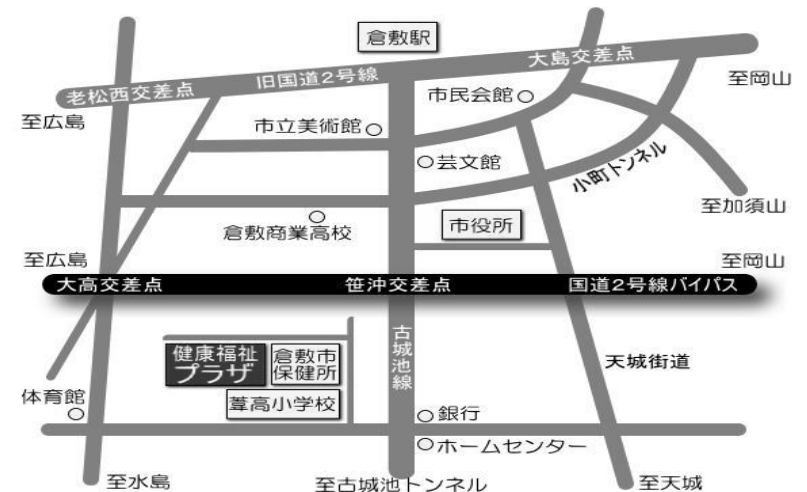 倉敷駅
大島交差点
旧国道2号線
老松西交差点
至岡山
至広島
市民会館
市立美術館
芸文館
小町トンネル
至加須山
倉敷商業高校
市役所
至広島
至岡山
大高交差点
笹沖交差点
国道2号線バイパス
古城池線
健康福祉
プラザ
倉敷市
保健所
天城街道
葦高小学校
体育館
銀行
ホームセンター
至水島
至古城池トンネル
至天城